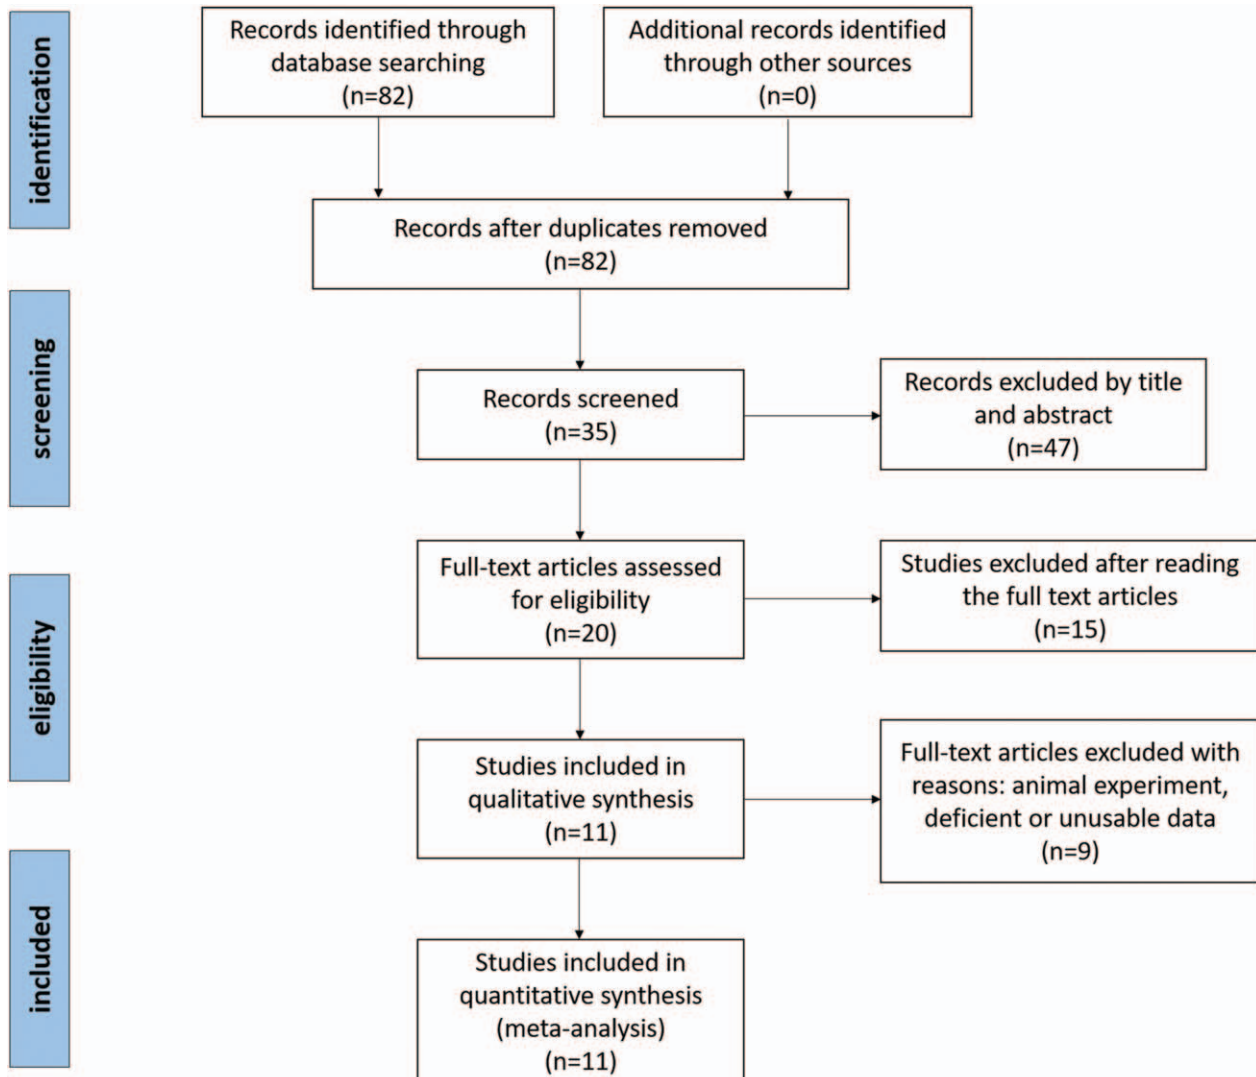 identification
Records identified through
database searching
(n=82)
Additional records identified
through other sources
(n=0)
Records after duplicates removed
(n=82)
screening
Records screened
(n=35)
Records excluded by title
and abstract
(n=47)
eligibility
Full-text articles assessed
for eligibility
(n=20)
Studies excluded after reading
the full text articles
(n=15)
Studies included in
qualitative synthesis
(n=11)
Full-text articles excluded with
reasons: animal experiment,
deficient or unusable data
(n=9)
included
Studies included in
quantitative synthesis
(meta-analysis)
(n=11)